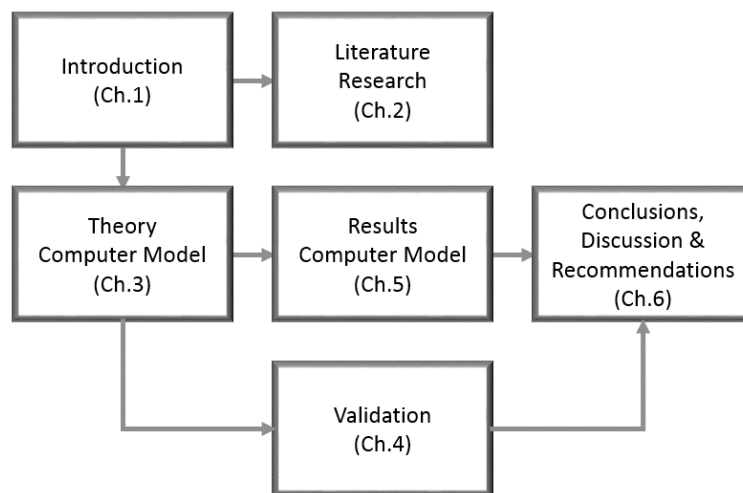 Introduction
(Ch.1)
Literature
Research
(Ch.2)
Theory
Computer Model
(Ch.3)
Results
Computer Model
(Ch.5)
Conclusions,
Discussion &
Recommendations
(Ch.6)
Validation
(Ch.4)